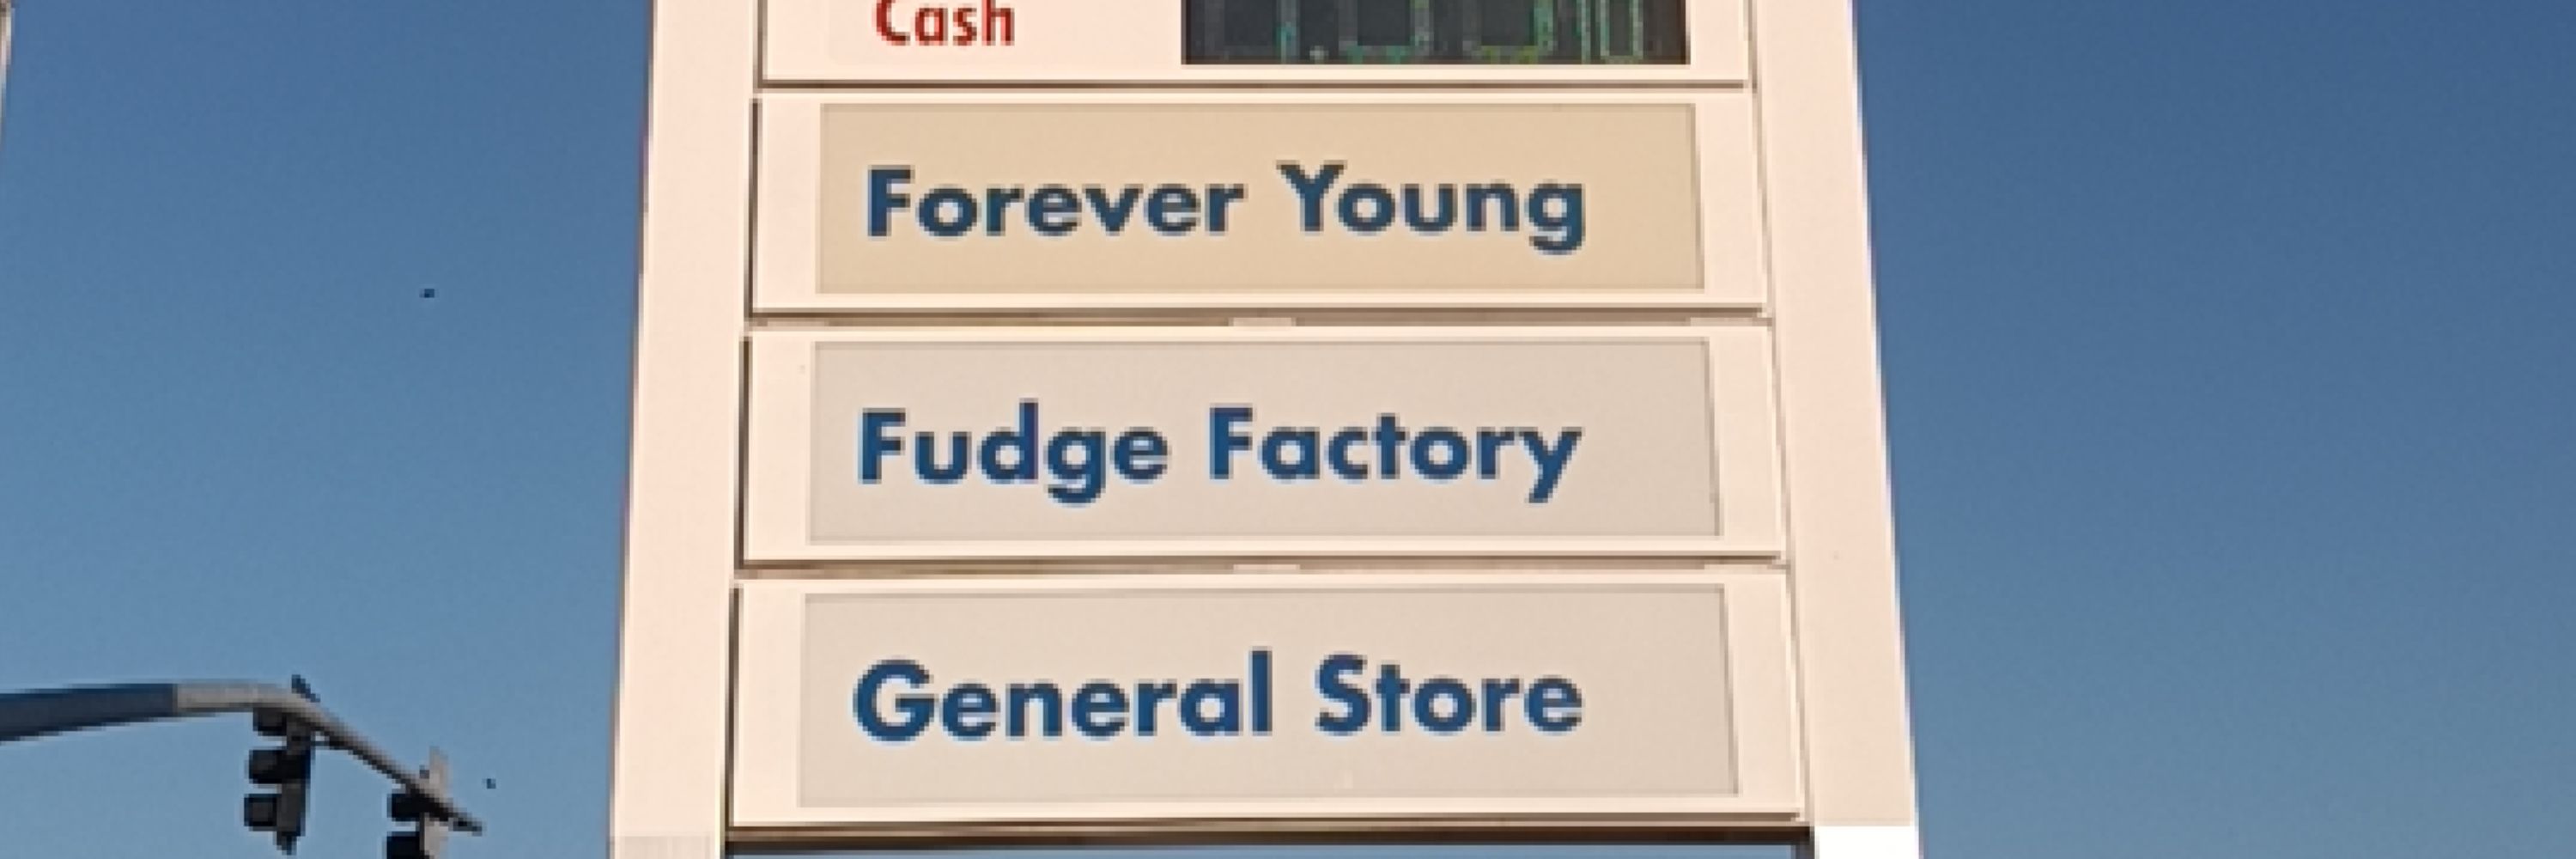 Cash
Forever Young
Fudge Factory
General Store